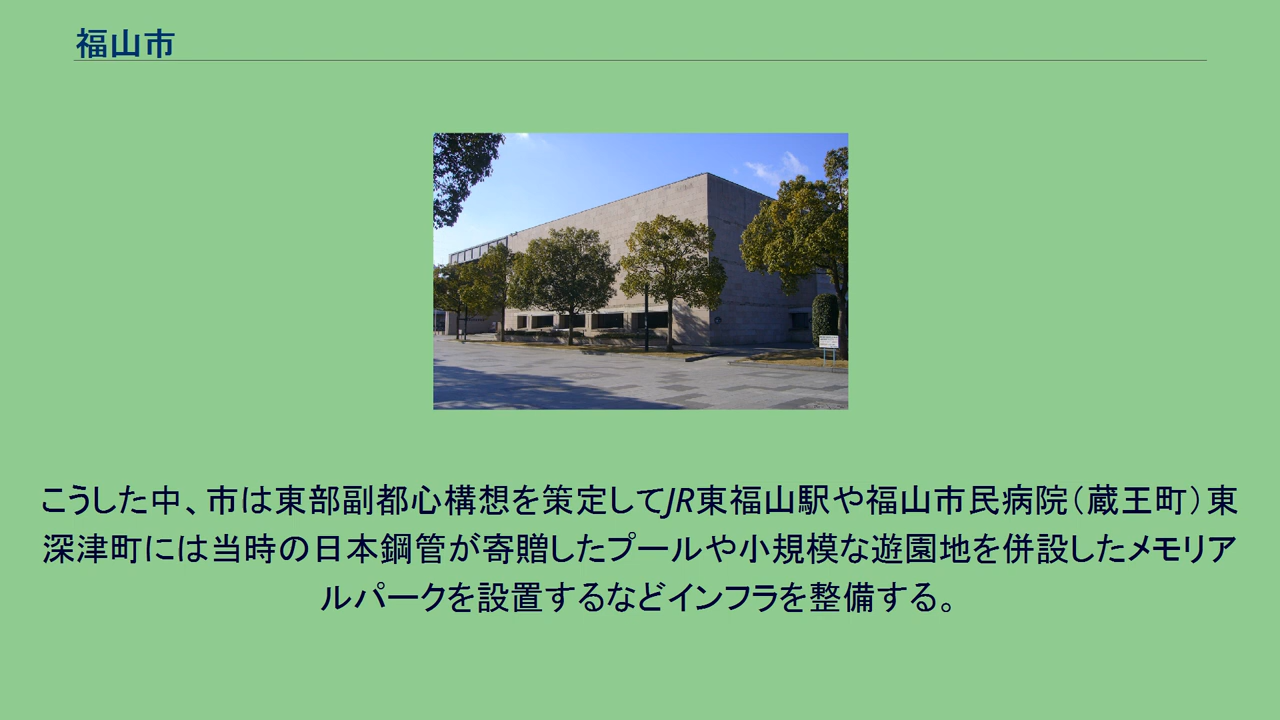 福山市
こうした中、市は東部副都心構想を策定してJR東福山駅や福山市民病院（蔵王町）東
深津町には当時の日本鋼管が寄贈したプールや小規模な遊園地を併設したメモリア
ルパークを設置するなどインフラを整備する。